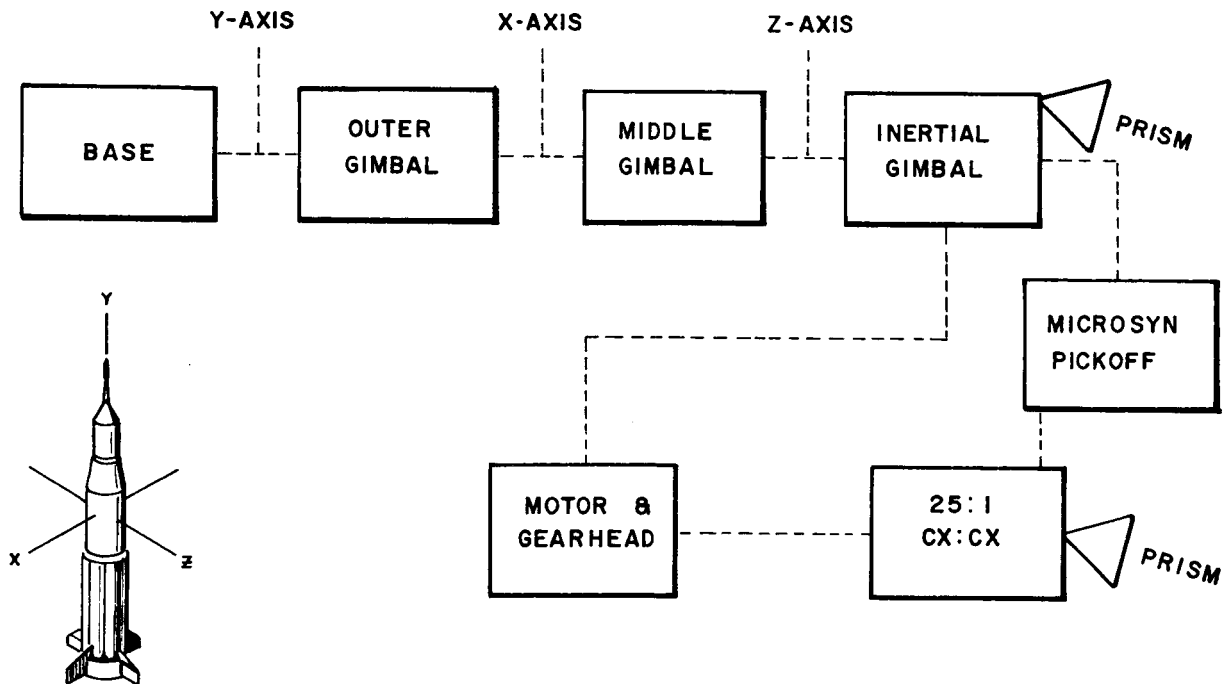 Y-AXIS
X-AXIS
Z-AXIS
BASE
OUTER
GIMBAL
MIDDLE
GIMBAL
INERTIAL
GIMBAL
PRISM
MICROSYN
PICKOFF
Y
X
Z
MOTOR &
GEARHEAD
25:1
CX:CX
PRISM